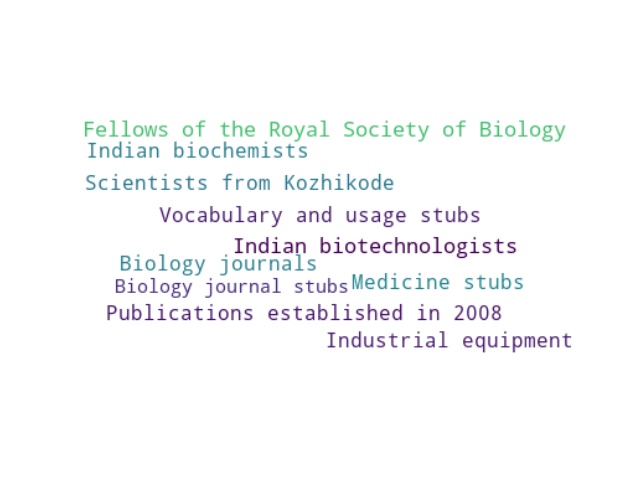 Fellows of the Royal Society of Biology
Indian biochemists
Scientists from Kozhikode
Vocabulary and usage stubs
Indian biotechnologists
Biology journals
Medicine stubs
Biology journal stubs
Publications established in 2008
Industrial equipment